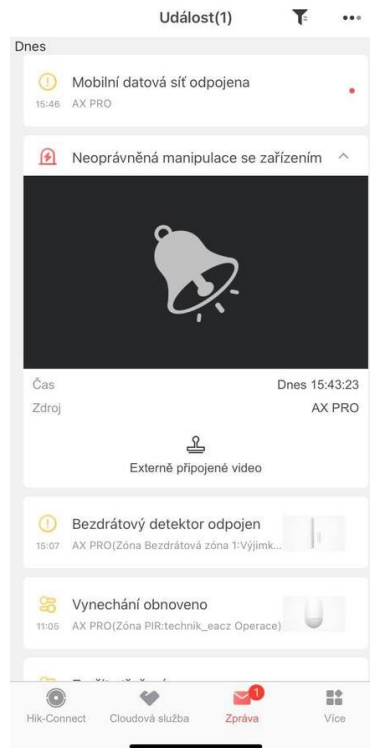 Událost(1)
Dnes
Mobilní datová síť odpojena
15:46 AX PRO
Neoprávněná manipulace se zařízením
Čas Dnes 15:43:23
Zdroj AX PRO
Externě připojené video
Bezdrátový detektor odpojen
15:07 AX PRO(Zóna Bezdrátová zóna 1:Výjimk...
Vynechání obnoveno
11:05 AX PRO(Zóna PIR:technik_eacz Operace)
1
Hik-Connect Cloudová služba Zpráva Více